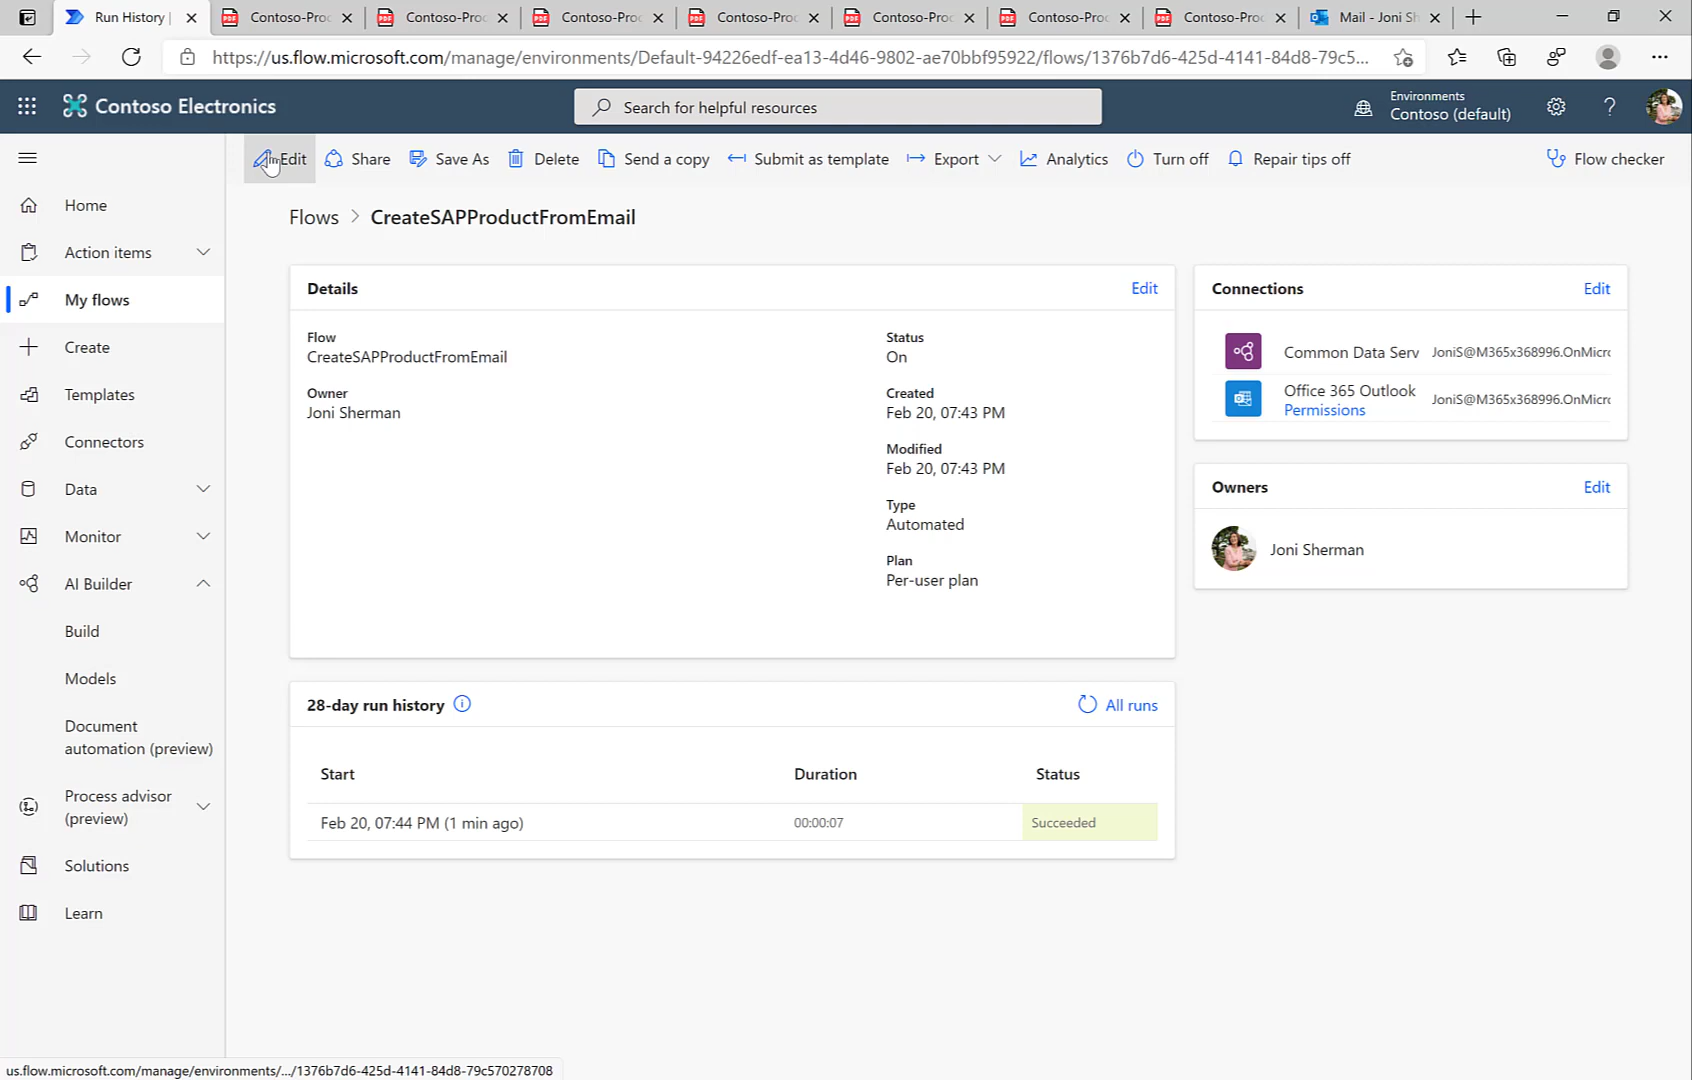 Run History |
Contoso-Proc
Contoso-Proc
Contoso-Proc
Contoso-Proc
Contoso-Proc
Contoso-Proc
Contoso-Proc
Mail - Joni Sh
https://us.flow.microsoft.com/manage/environments/Default-94226edf-ea13-4d46-9802-ae70bbf95922/flows/1376b7d6-425d-4141-84d8-79c5...
Contoso Electronics
Search for helpful resources
Environments
Contoso (default)
Edit
Share
Save As
Delete
Send a copy
Submit as template
Export
Analytics
Turn off
Repair tips off
Flow checker
Home
Action items
My flows
Create
Templates
Connectors
Data
Monitor
AI Builder
Build
Models
Document
automation (preview)
Process advisor
(preview)
Solutions
Learn
Flows > CreateSAPProductFromEmail
Details
Edit
Flow
CreateSAPProductFromEmail
Owner
Joni Sherman
Status
On
Created
Feb 20, 07:43 PM
Modified
Feb 20, 07:43 PM
Type
Automated
Plan
Per-user plan
Connections
Edit
Common Data Serv
JoniS@M365x368996.OnMicro
Office 365 Outlook
Permissions
JoniS@M365x368996.OnMicro
Owners
Edit
Joni Sherman
28-day run history
All runs
Start
Duration
Status
Feb 20, 07:44 PM (1 min ago)
00:00:07
Succeeded
us.flow.microsoft.com/manage/environments/.../1376b7d6-425d-4141-84d8-79c570278708